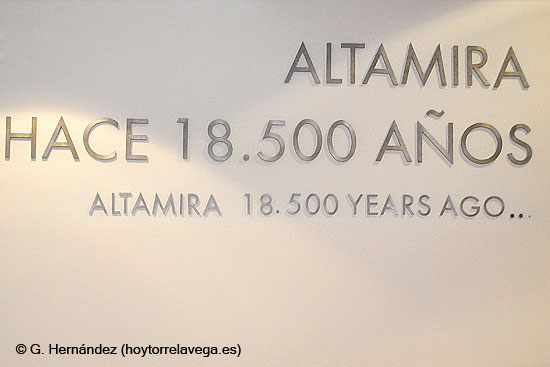 ALTAMIRA
HACE 18.500 AÑOS
ALTAMIRA 18.500 YEARS AGO...
© G. Hernández (hoytorrelavega.es)